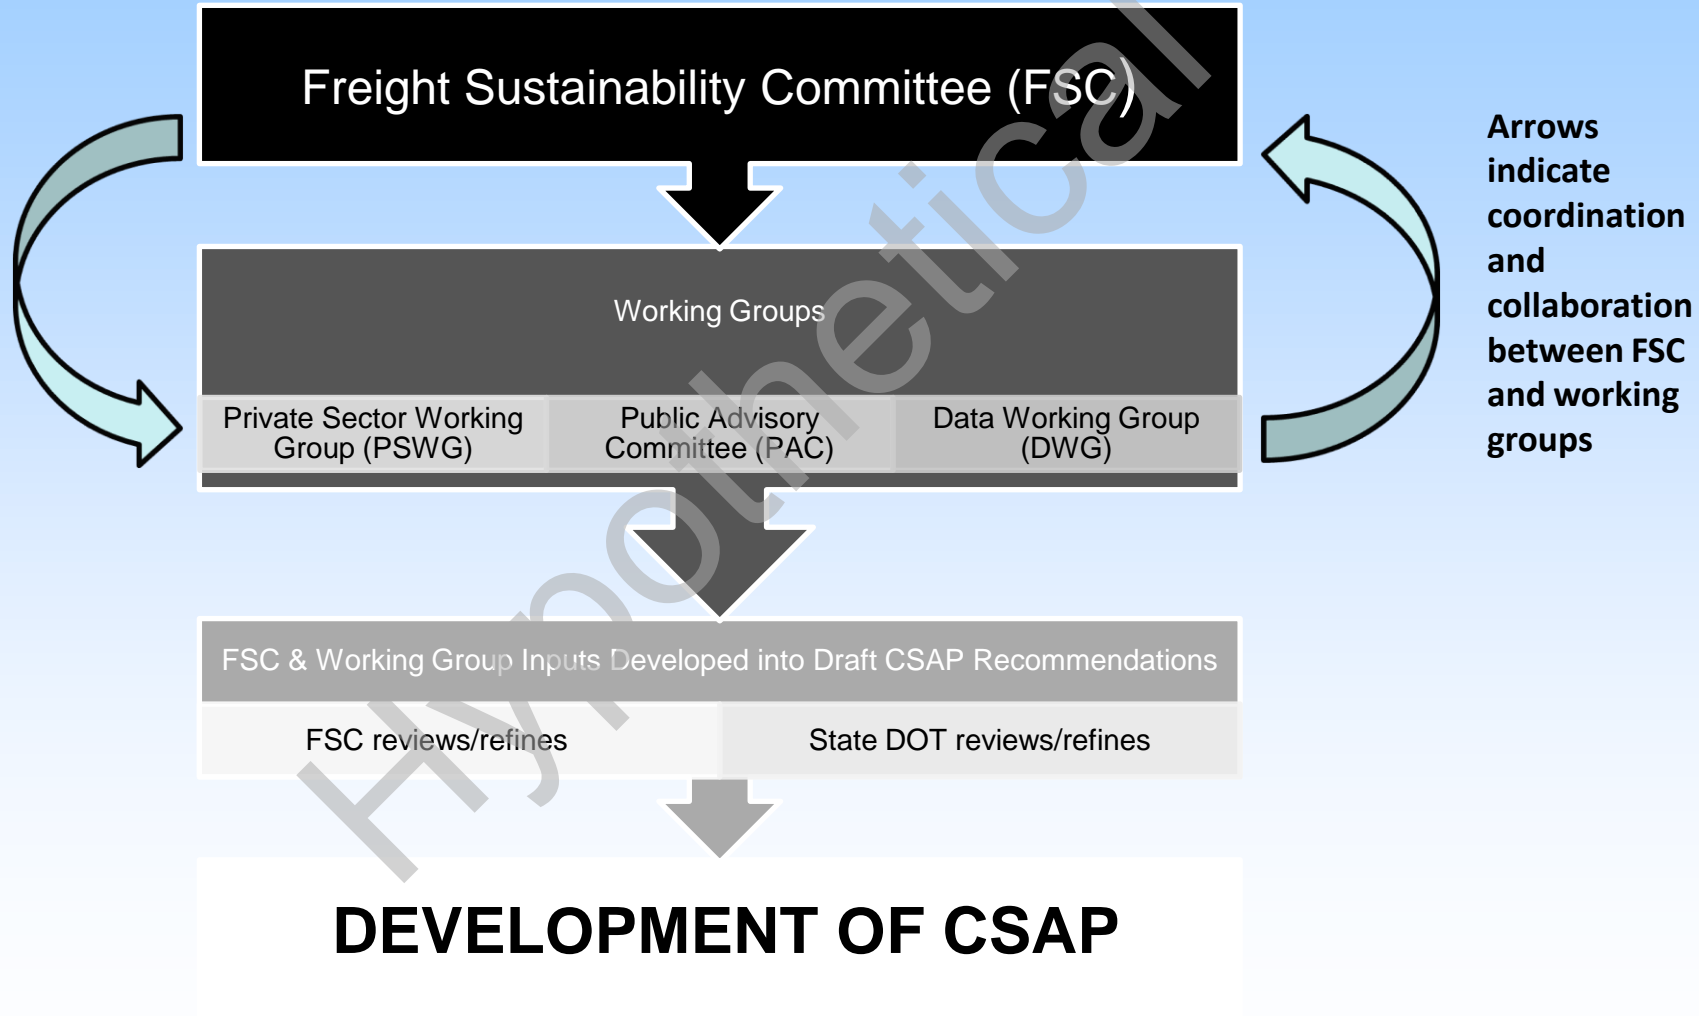 Freight Sustainability Committee (FSC)
Arrows
indicate
coordination
and
collaboration
between FSC
and working
groups
Working Groups
Private Sector Working
Group (PSWG)
Public Advisory
Committee (PAC)
Data Working Group
(DWG)
FSC & Working Group Inputs Developed into Draft CSAP Recommendations
FSC reviews/refines
State DOT reviews/refines
DEVELOPMENT OF CSAP
Hypothetical